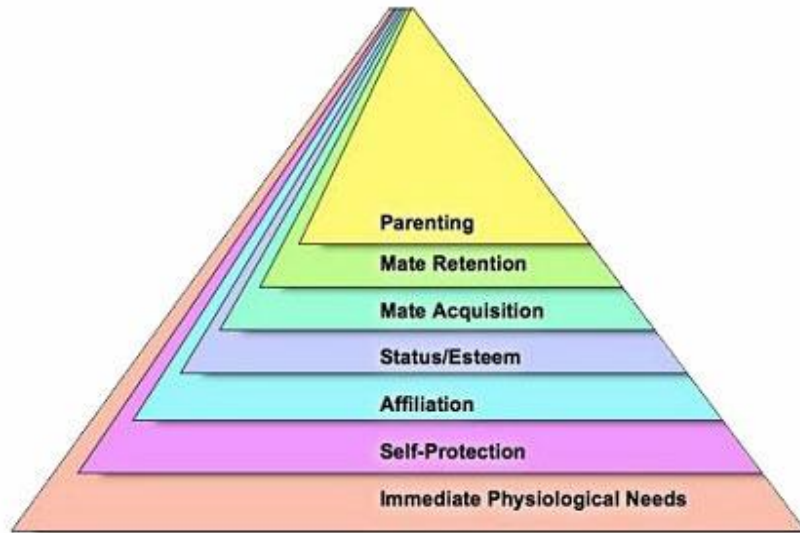 Parenting
Mate Retention
Mate Acquisition
Status/Esteem
Affiliation
Self-Protection
Immediate Physiological Needs